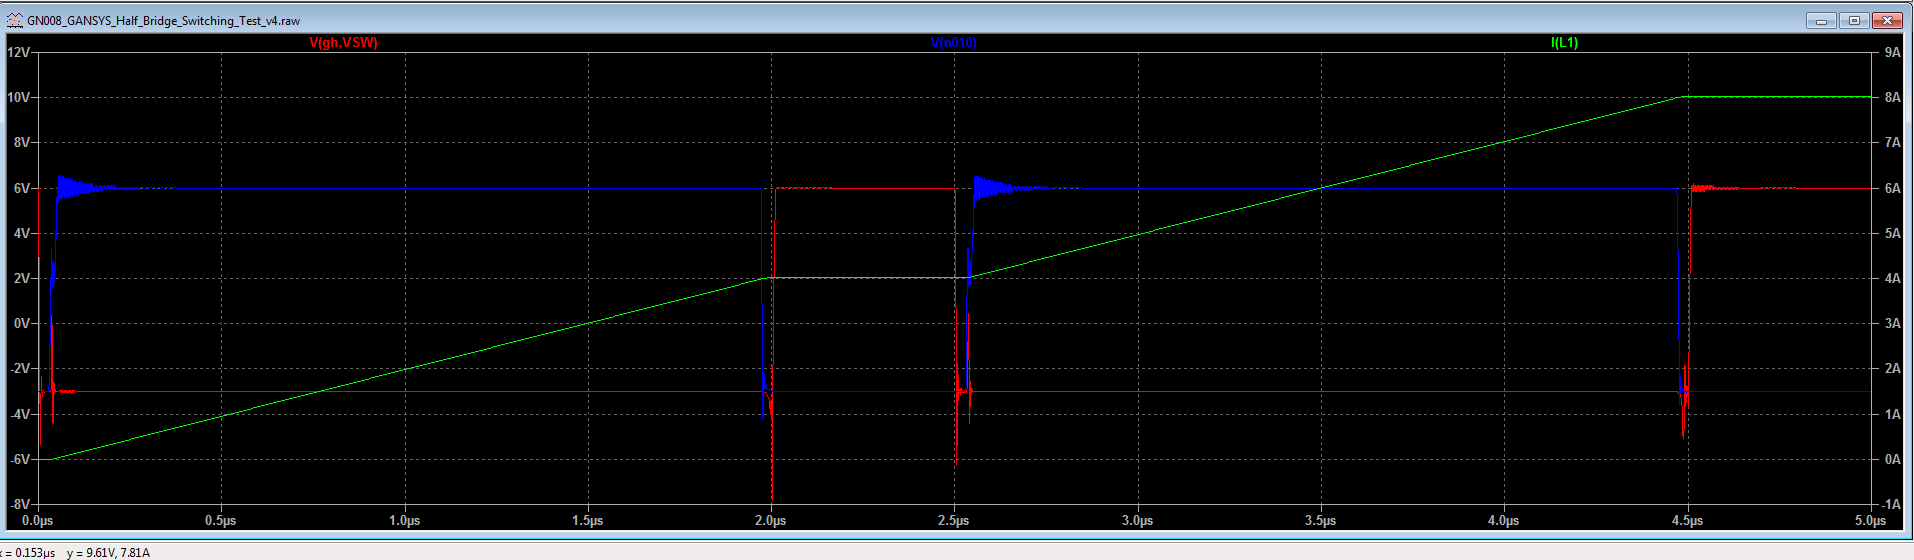 GN008_GANSYS_Half_Bridge_Switching_Test_v4.raw
V(gh,VSW) V(n010) I(L1)
12V 9A
10V 8A
8V 7A
6V 6A
4V 5A
2V 4A
0V 3A
-2V 2A
-4V 1A
-6V 0A
-8V -1A
0.0µs 0.5µs 1.0µs 1.5µs 2.0µs 2.5µs 3.0µs 3.5µs 4.0µs 4.5µs 5.0µs
x = 0.153µs y = 9.61V, 7.81A